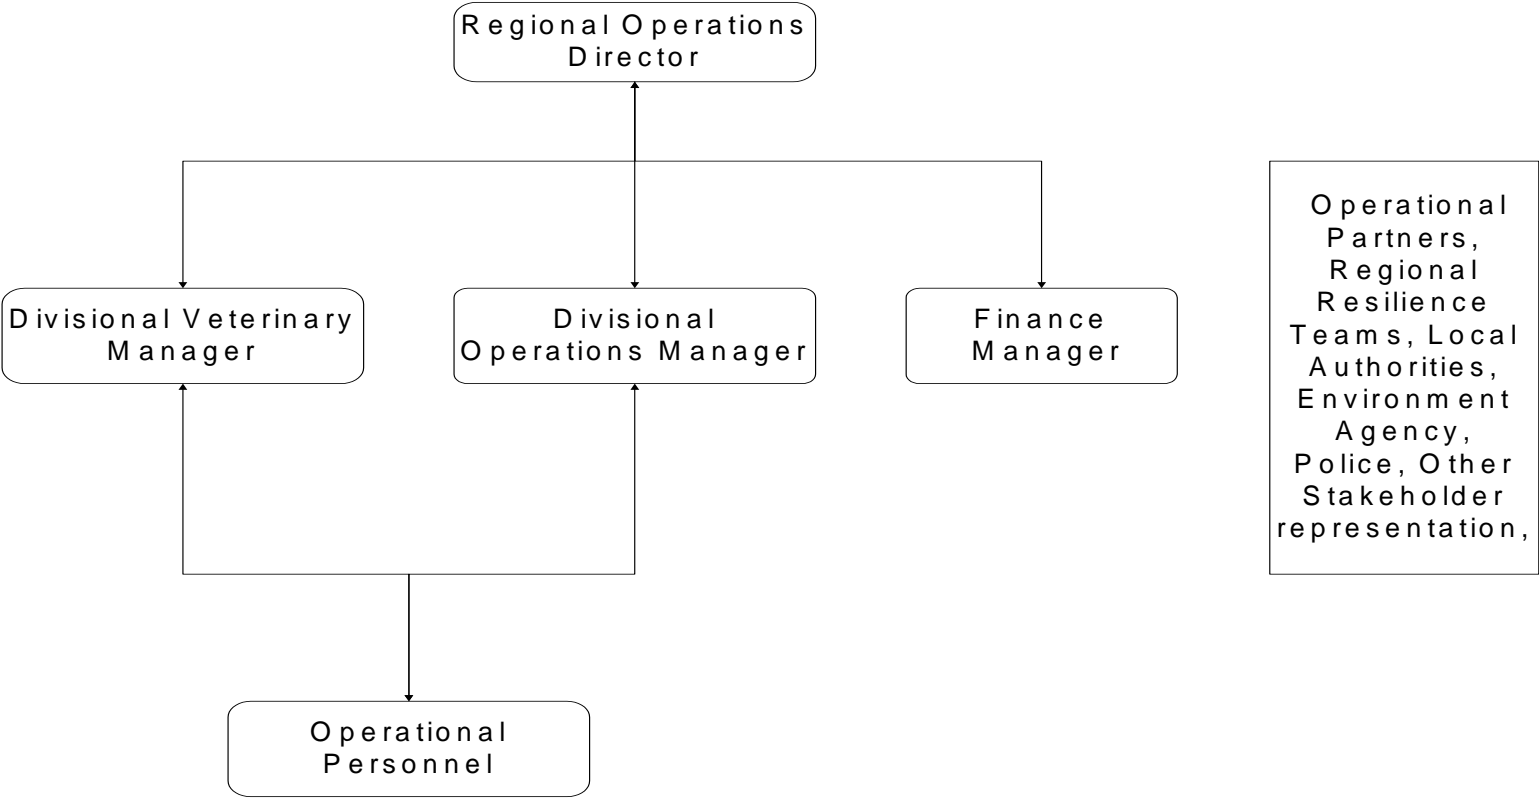 Regional Operations
Director
Divisional Veterinary
Manager
Divisional
Operations Manager
Finance
Manager
Operational
Partners,
Regional
Resilience
Teams, Local
Authorities,
Environment
Agency,
Police, Other
Stakeholder
representation,
Operational
Personnel